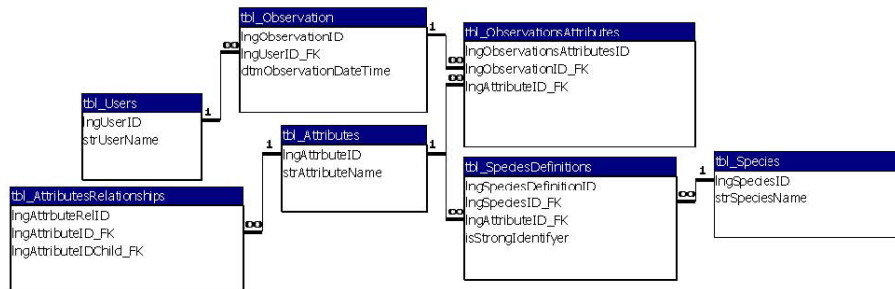 tbl_Observation
lngObservationID
lngUserID_FK
dtmObservationDateTime
1
∞
tbl_ObservationsAttributes
lngObservationsAttributesID
lngObservationID_FK
lngAttributeID_FK
∞
∞
tbl_Users
lngUserID
strUserName
1
tbl_Attributes
lngAttrbuteID
strAttributeName
1
1
tbl_AttributesRelationships
lngAttrbuteRelID
lngAttributeID_FK
lngAttributeIDChild_FK
∞
tbl_SpeciesDefinitions
lngSpeciesDefinitionID
lngSpeciesID_FK
lngAttributeID_FK
isStrongIdentifyer
∞
∞
tbl_Species
lngSpeciesID
strSpeciesName
1